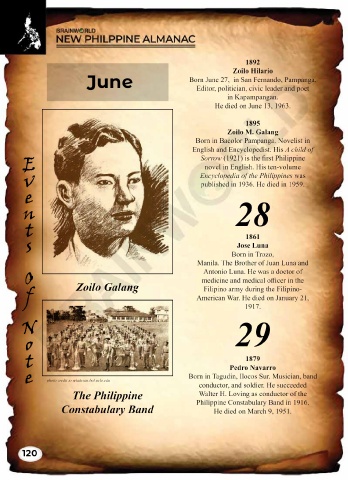 BRAINWORLD
NEW PHILPPINE ALMANAC
June
Events Of Note
Zoilo Galang
The Philippine
Constabulary Band
1892
Zoilo Hilario
Born June 27, in San Fernando, Pampanga.
Editor, politician, civic leader and poet
in Kapampangan.
He died on June 13, 1963.
1895
Zoilo M. Galang
Born in Bacolor Pampanga. Novelist in
English and Encyclopedist. His A child of
Sorrow (1921) is the first Philippine
novel in English. His ten-volume
Encyclopedia of the Philippines was
published in 1936. He died in 1959.
28
1861
Jose Luna
Born in Trozo,
Manila. The Brother of Juan Luna and
Antonio Luna. He was a doctor of
medicine and medical officer in the
Filipino army during the Filipino-
American War. He died on January 21,
1917.
29
1879
Pedro Navarro
Born in Tagudin, Ilocos Sur. Musician, band
conductor, and soldier. He succeeded
Walter H. Loving as conductor of the
Philippine Constabulary Band in 1916.
He died on March 9, 1951.
120